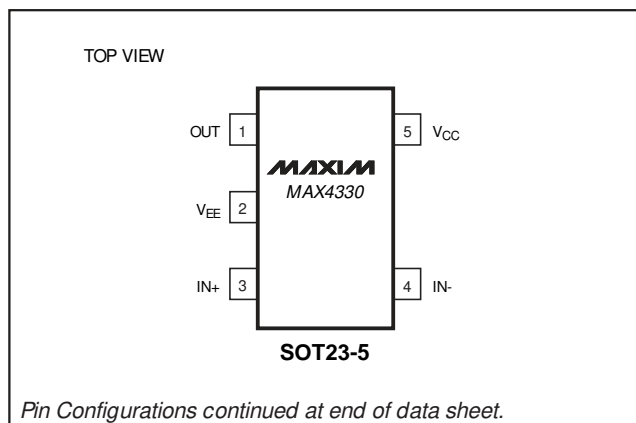 TOP VIEW
OUT 1
5 VCC
MAXIM
MAX4330
VEE 2
IN+ 3
4 IN-
SOT23-5
Pin Configurations continued at end of data sheet.